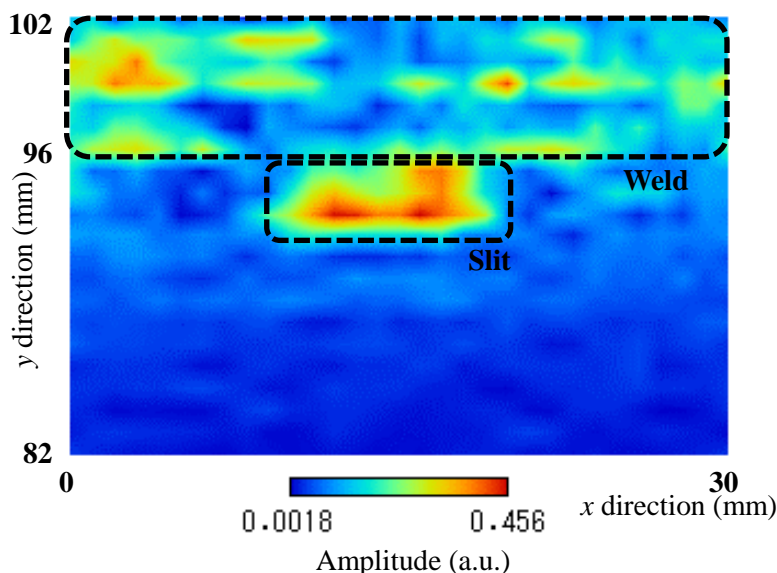 102
96
Weld
Slit
y direction (mm)
82
0
30
x direction (mm)
0.0018
0.456
Amplitude (a.u.)